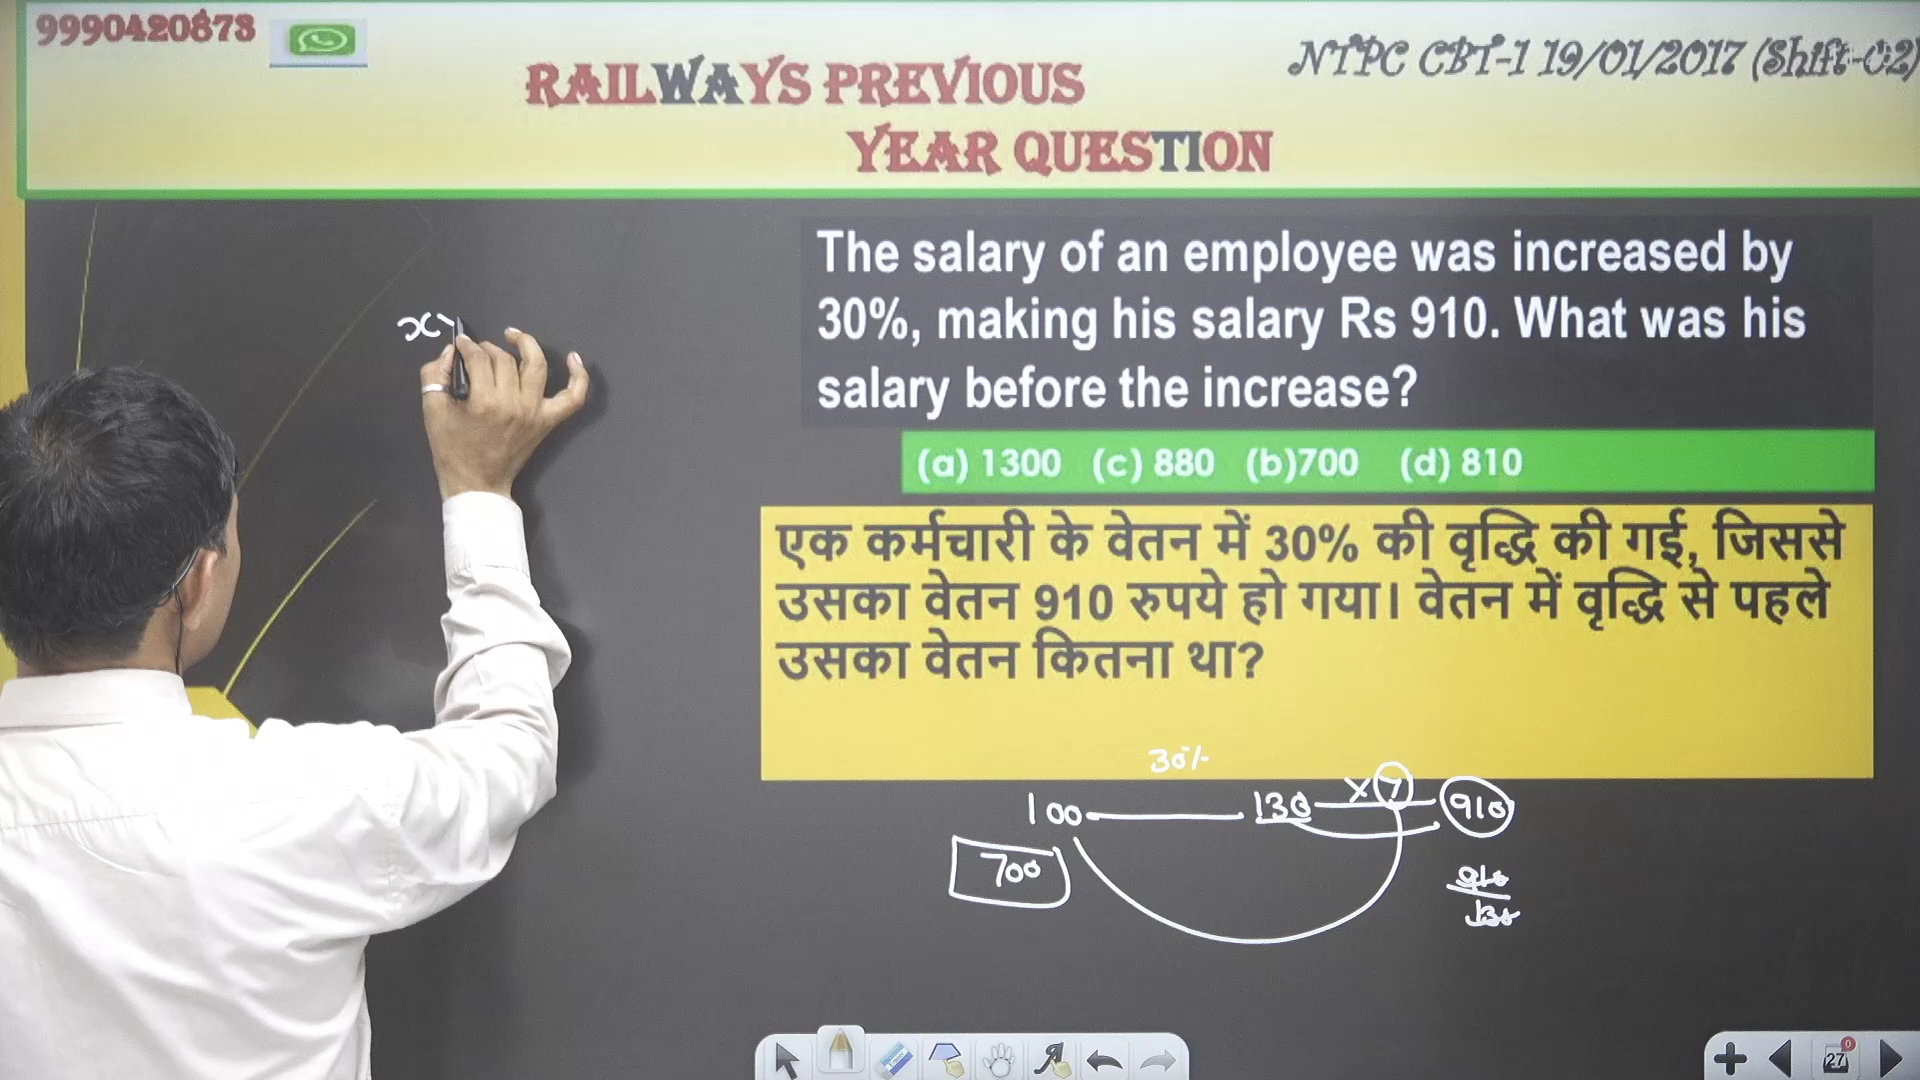 9990420873
NTPC CBT-1 19/01/2017 (Shift-02)
RAILWAYS PREVIOUS
YEAR QUESTION
The salary of an employee was increased by
30%, making his salary Rs 910. What was his
salary before the increase?
(a) 1300 (c) 880 (b)700 (d) 810
एक कर्मचारी के वेतन में 30% की वृद्धि की गई, जिससे
उसका वेतन 910 रुपये हो गया। वेतन में वृद्धि से पहले
उसका वेतन कितना था?
x
30%
100 130 x 7 910
700
910
130
27
0